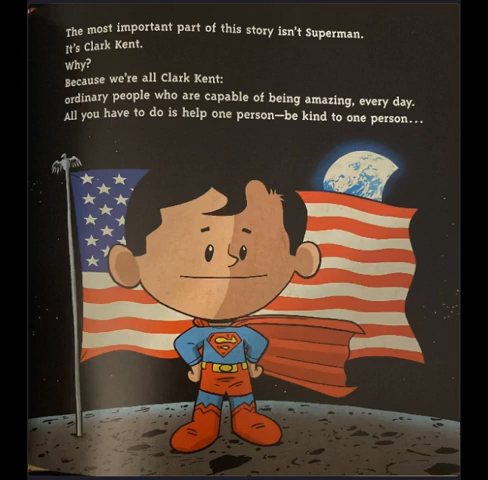 The most important part of this story isn't Superman.
It's Clark Kent.
Why?
Because we're all Clark Kent:
ordinary people who are capable of being amazing, every day.
All you have to do is help one person—be kind to one person...